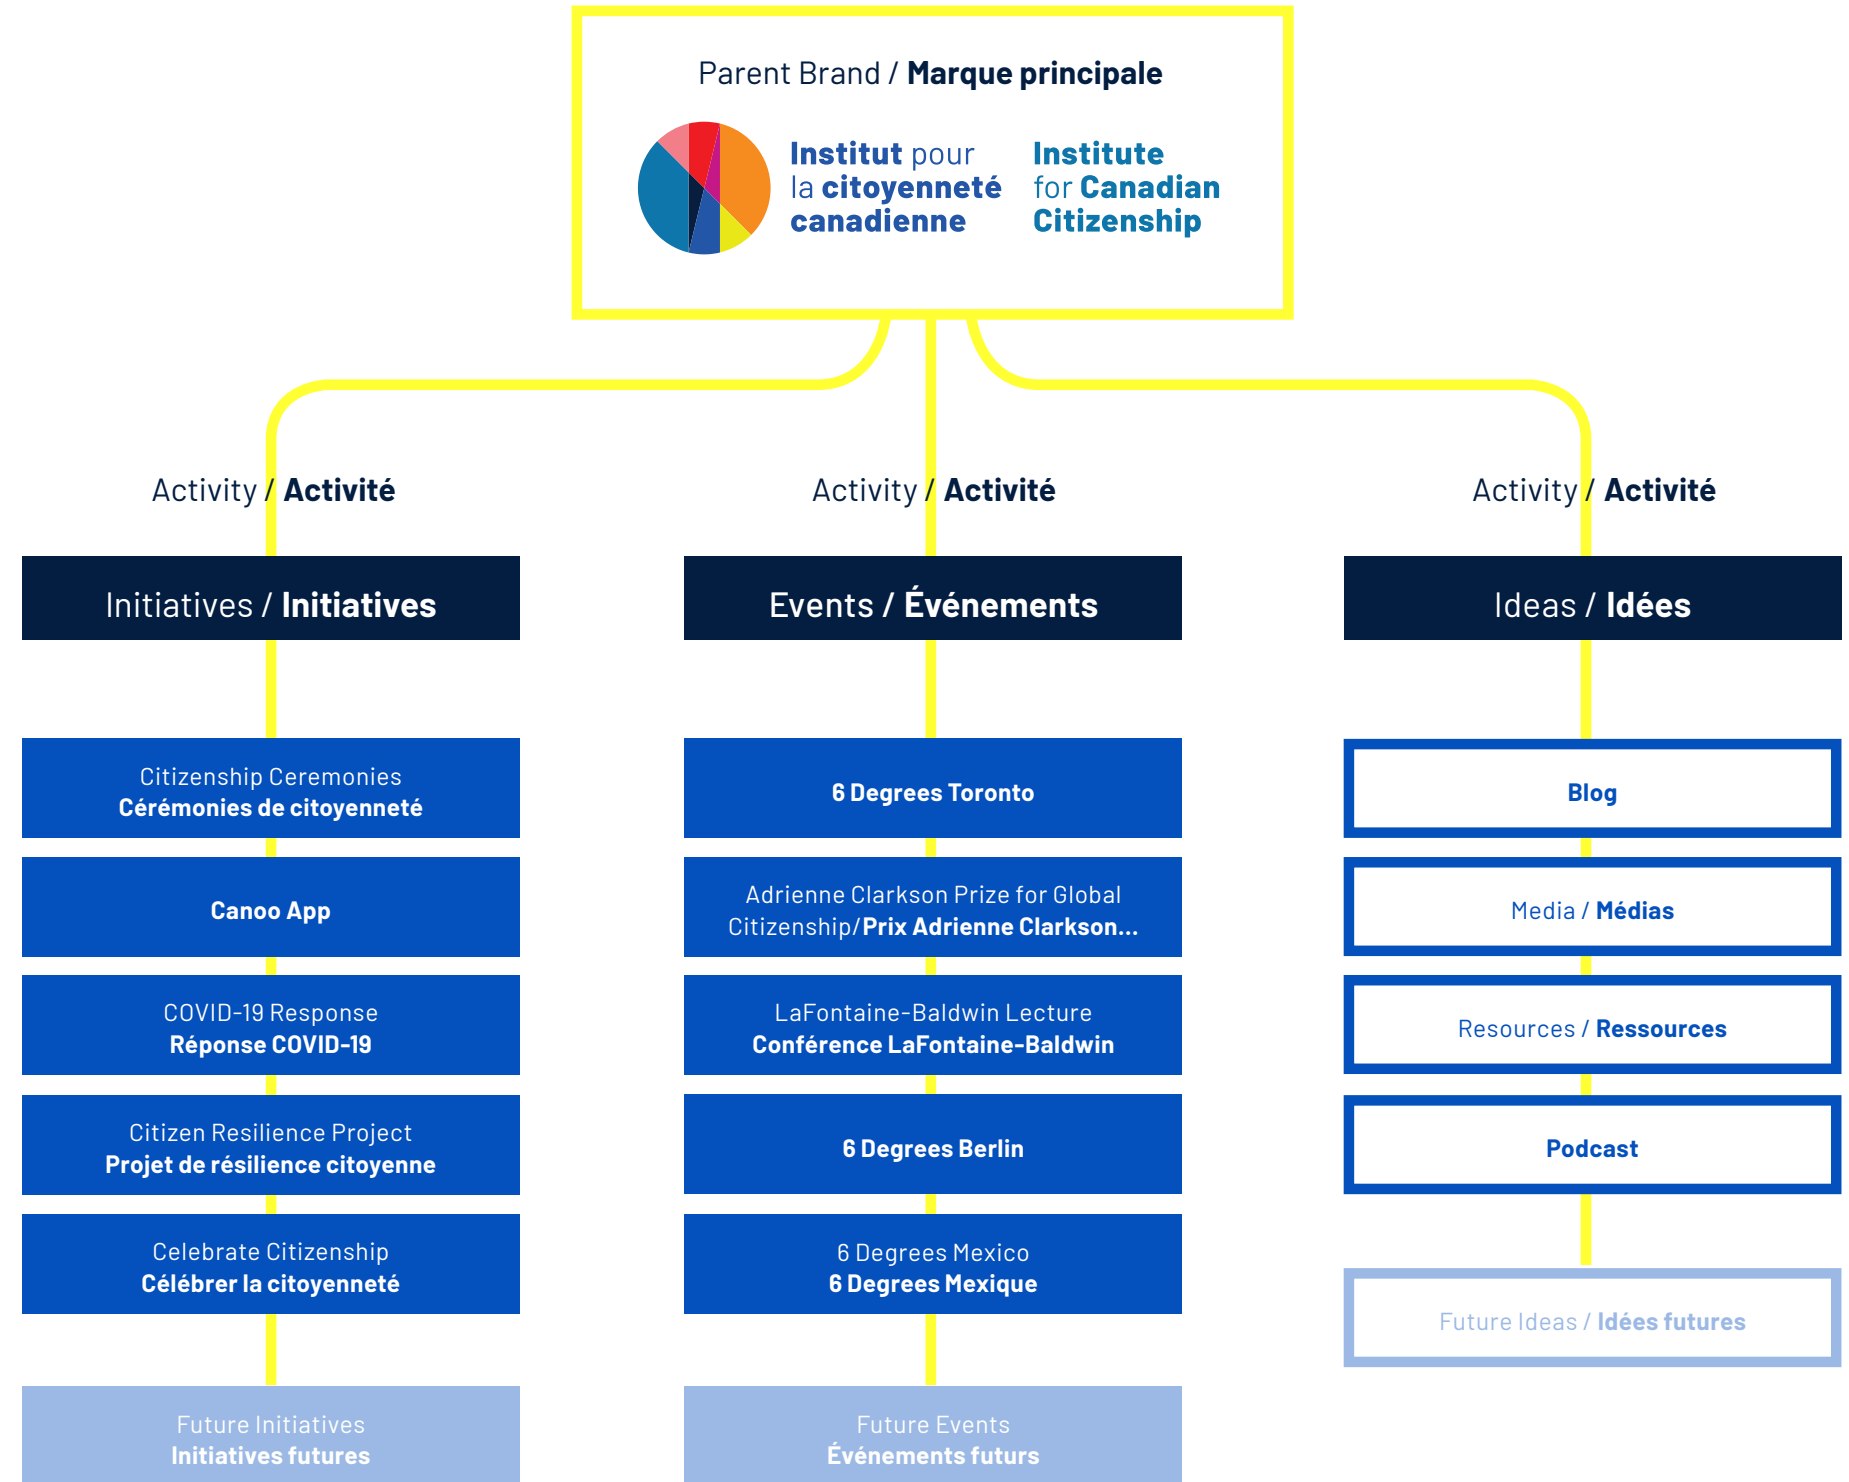 Parent Brand / Marque principale
Institut pour
la citoyenneté
canadienne
Institute
for Canadian
Citizenship
Activity / Activité
Initiatives / Initiatives
Citizenship Ceremonies
Cérémonies de citoyenneté
Canoo App
COVID-19 Response
Réponse COVID-19
Citizen Resilience Project
Projet de résilience citoyenne
Celebrate Citizenship
Célébrer la citoyenneté
Future Initiatives
Initiatives futures
Activity / Activité
Events / Événements
6 Degrees Toronto
Adrienne Clarkson Prize for Global
Citizenship/Prix Adrienne Clarkson...
LaFontaine-Baldwin Lecture
Conférence LaFontaine-Baldwin
6 Degrees Berlin
6 Degrees Mexico
6 Degrees Mexique
Future Events
Événements futurs
Activity / Activité
Ideas / Idées
Blog
Media / Médias
Resources / Ressources
Podcast
Future Ideas / Idées futures